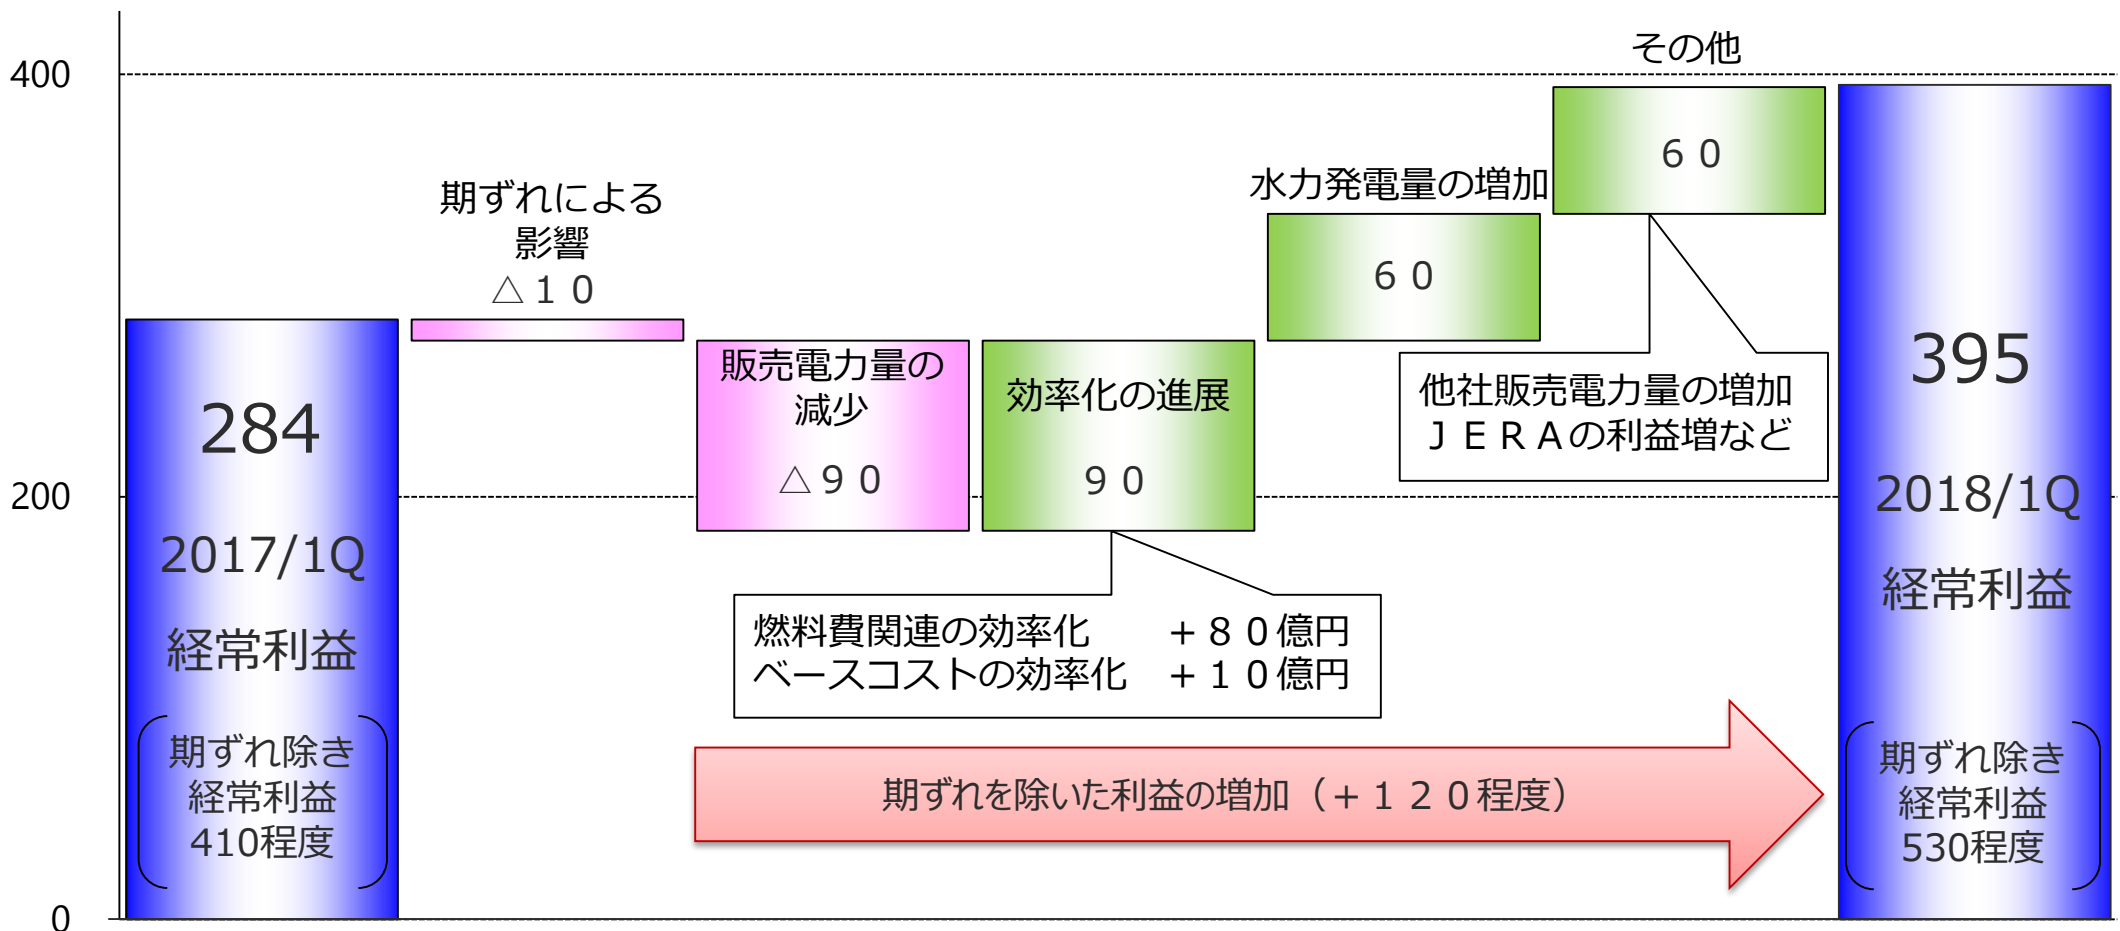 400
200
0
284
2017/1Q
経常利益
期ずれ除き
経常利益
410程度
期ずれによる
影響
△１０
販売電力量の
減少
△９０
効率化の進展
９０
燃料費関連の効率化　　＋８０億円
ベースコストの効率化　＋１０億円
水力発電量の増加
６０
その他
６０
他社販売電力量の増加
ＪＥＲＡの利益増など
期ずれを除いた利益の増加（＋１２０程度）
395
2018/1Q
経常利益
期ずれ除き
経常利益
530程度